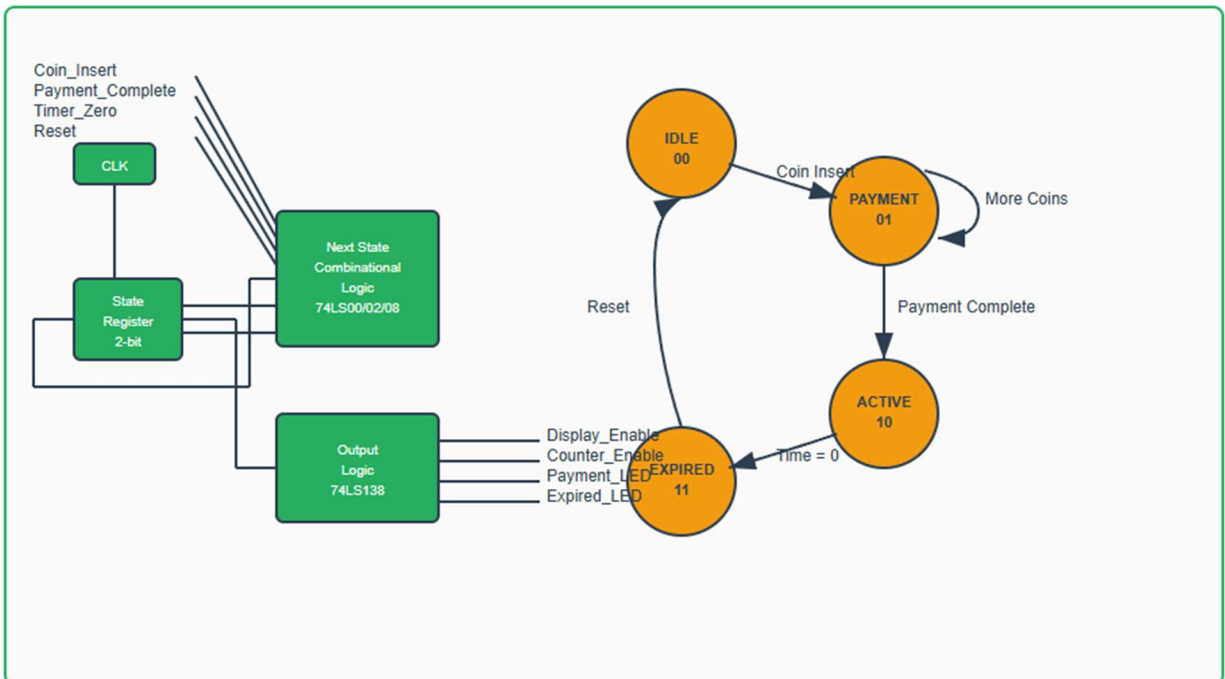 Coin_Insert
Payment_Complete
Timer_Zero
Reset
CLK
State
Register
2-bit
Next State
Combinational
Logic
74LS00/02/08
Output
Logic
74LS138
Display_Enable
Counter_Enable
Payment_LED
Expired_LED
IDLE
00
Coin Insert
PAYMENT
01
More Coins
Payment Complete
ACTIVE
10
Time = 0
EXPIRED
11
Reset